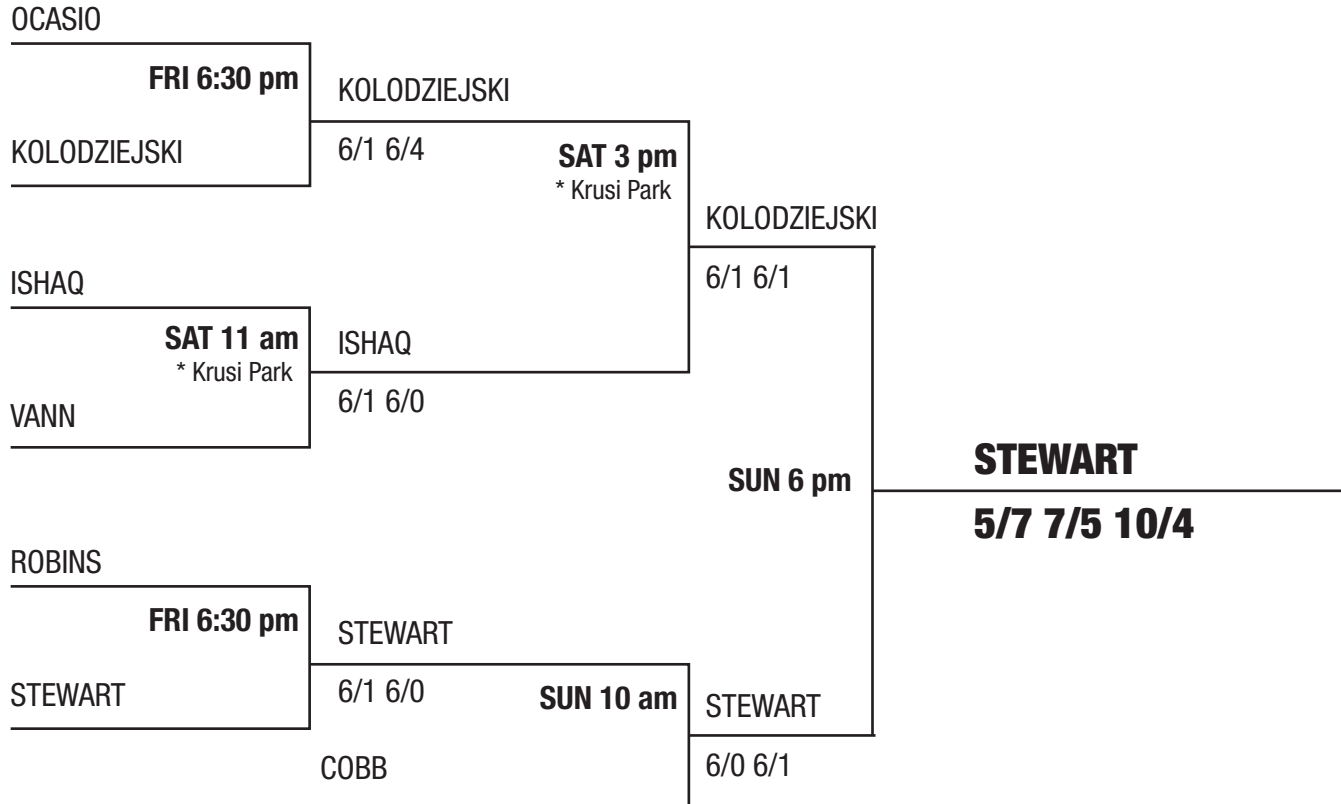 OCASIO
FRI 6:30 pm
KOLODZIEJSKI
KOLODZIEJSKI
6/1 6/4
SAT 3 pm
* Krusi Park
KOLODZIEJSKI
6/1 6/1
ISHAQ
SAT 11 am
* Krusi Park
VANN
ISHAQ
6/1 6/0
SUN 6 pm
STEWART
5/7 7/5 10/4
ROBINS
FRI 6:30 pm
STEWART
STEWART
6/1 6/0
SUN 10 am
COBB
STEWART
6/0 6/1